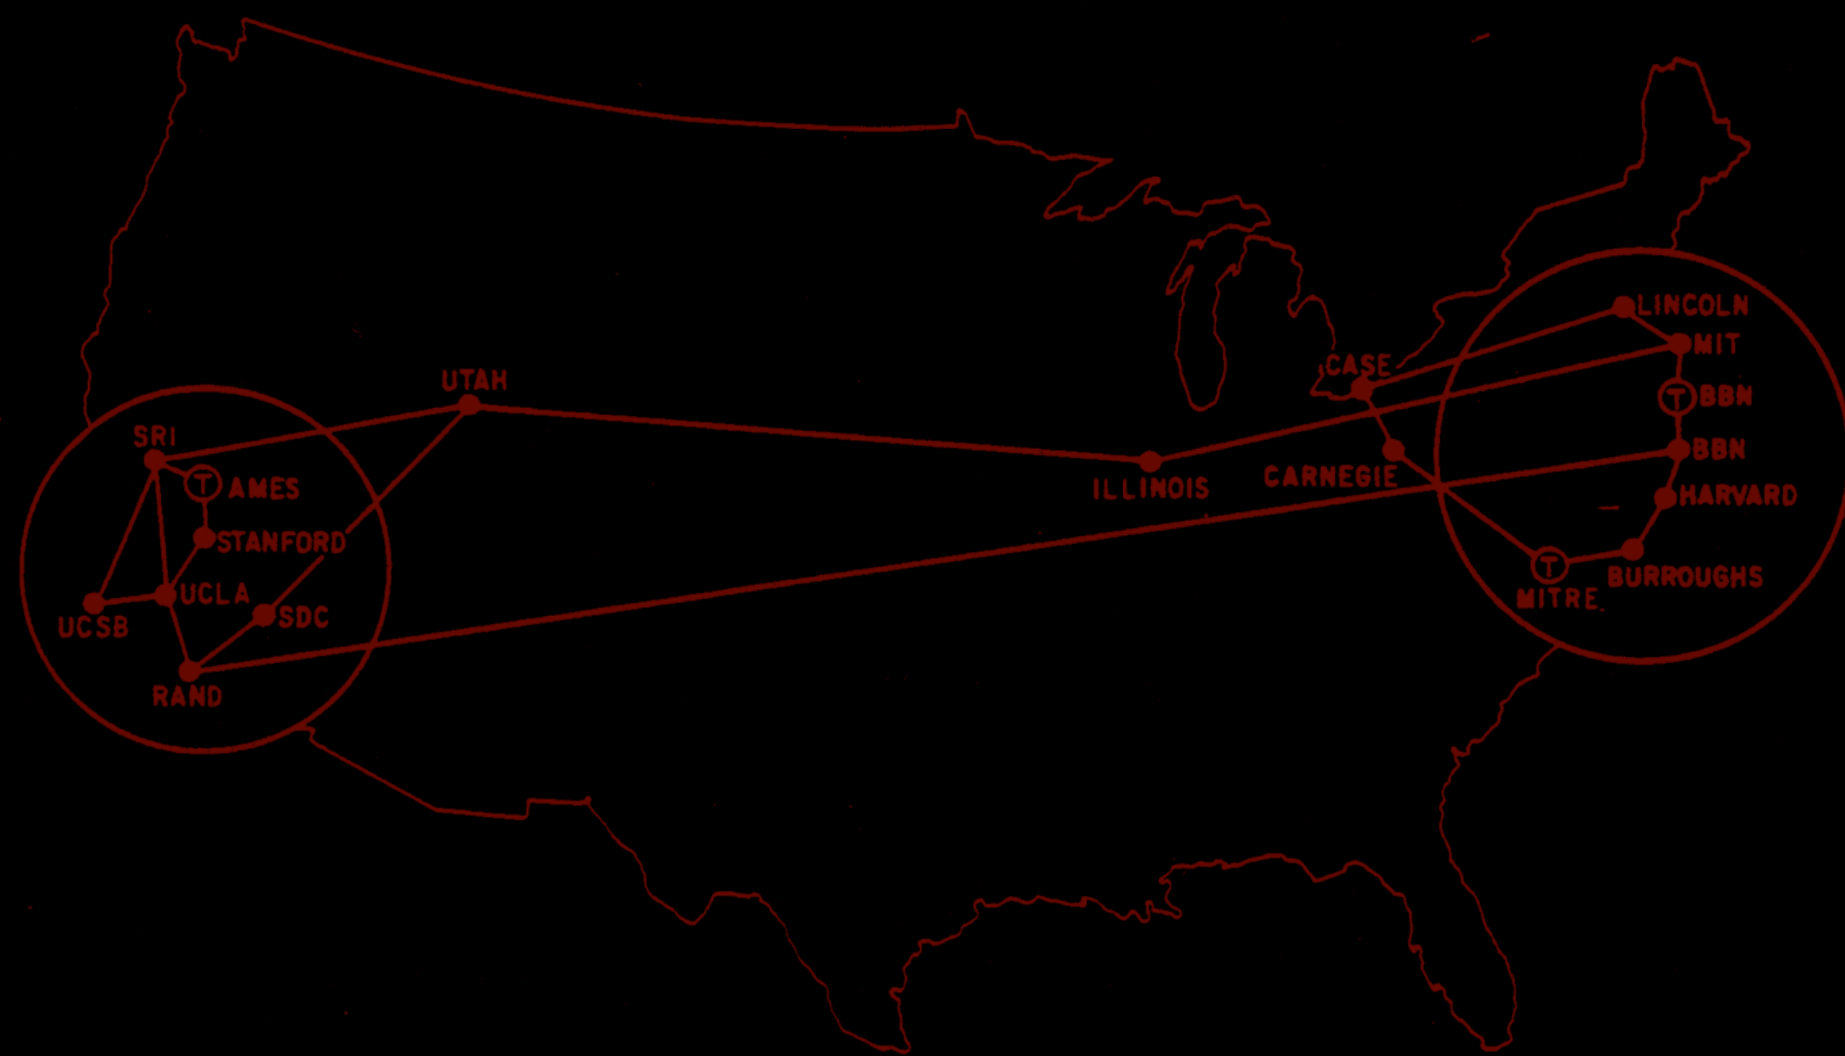 UTAH
SRI
T AMES
STANFORD
UCLA
UCSB
SDC
RAND
ILLINOIS
CASE
CARNEGIE
LINCOLN
MIT
T BBN
BBN
HARVARD
BURROUGHS
T
MITRE.